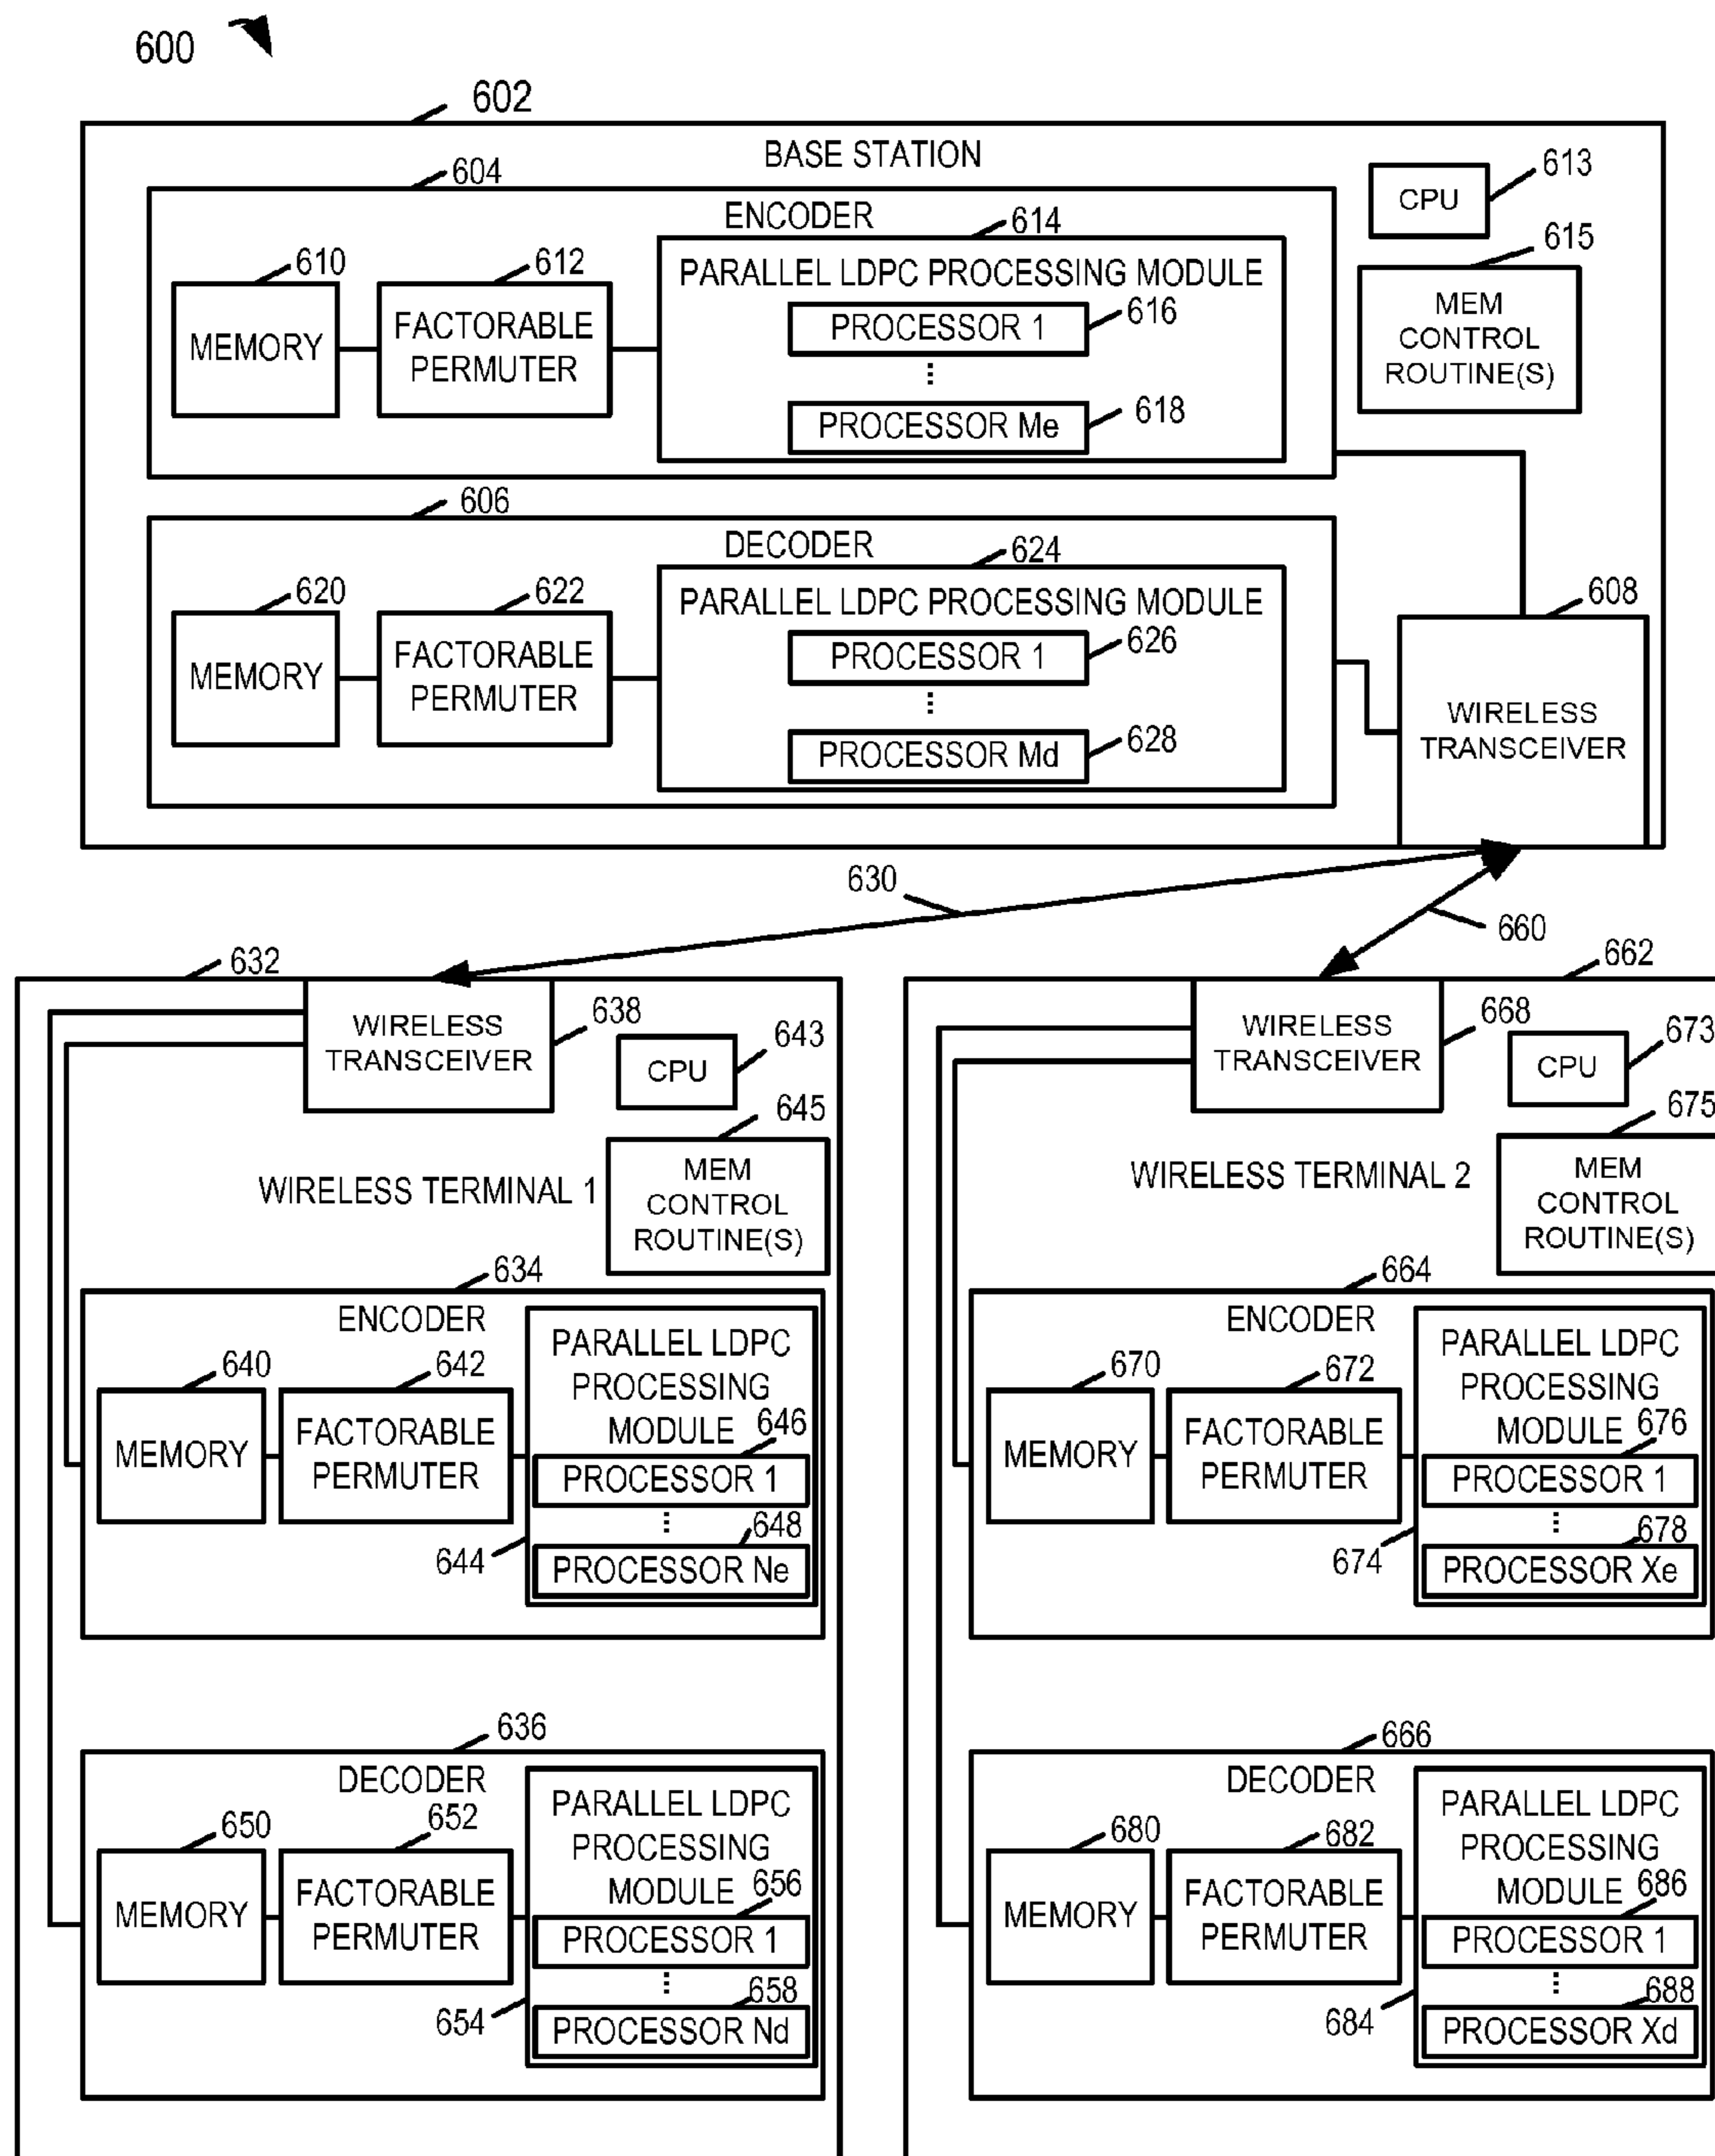 600
602
BASE STATION
604
ENCODER
613
CPU
610
612
614
615
MEMORY
FACTORABLE
PERMUTER
PARALLEL LDPC PROCESSING MODULE
PROCESSOR 1
616
⋮
PROCESSOR Me
618
MEM
CONTROL
ROUTINE(S)
606
DECODER
620
622
624
MEMORY
FACTORABLE
PERMUTER
PARALLEL LDPC PROCESSING MODULE
PROCESSOR 1
626
⋮
PROCESSOR Md
628
608
WIRELESS
TRANSCEIVER
630
660
632
WIRELESS
TRANSCEIVER
638
643
CPU
645
WIRELESS TERMINAL 1
MEM
CONTROL
ROUTINE(S)
634
ENCODER
640
642
MEMORY
FACTORABLE
PERMUTER
PARALLEL LDPC
PROCESSING
MODULE
646
PROCESSOR 1
⋮
648
644
PROCESSOR Ne
636
DECODER
650
652
MEMORY
FACTORABLE
PERMUTER
PARALLEL LDPC
PROCESSING
MODULE
656
PROCESSOR 1
⋮
658
654
PROCESSOR Nd
662
WIRELESS
TRANSCEIVER
668
673
CPU
675
WIRELESS TERMINAL 2
MEM
CONTROL
ROUTINE(S)
664
ENCODER
670
672
MEMORY
FACTORABLE
PERMUTER
PARALLEL LDPC
PROCESSING
MODULE
676
PROCESSOR 1
⋮
678
674
PROCESSOR Xe
666
DECODER
680
682
MEMORY
FACTORABLE
PERMUTER
PARALLEL LDPC
PROCESSING
MODULE
686
PROCESSOR 1
⋮
688
684
PROCESSOR Xd